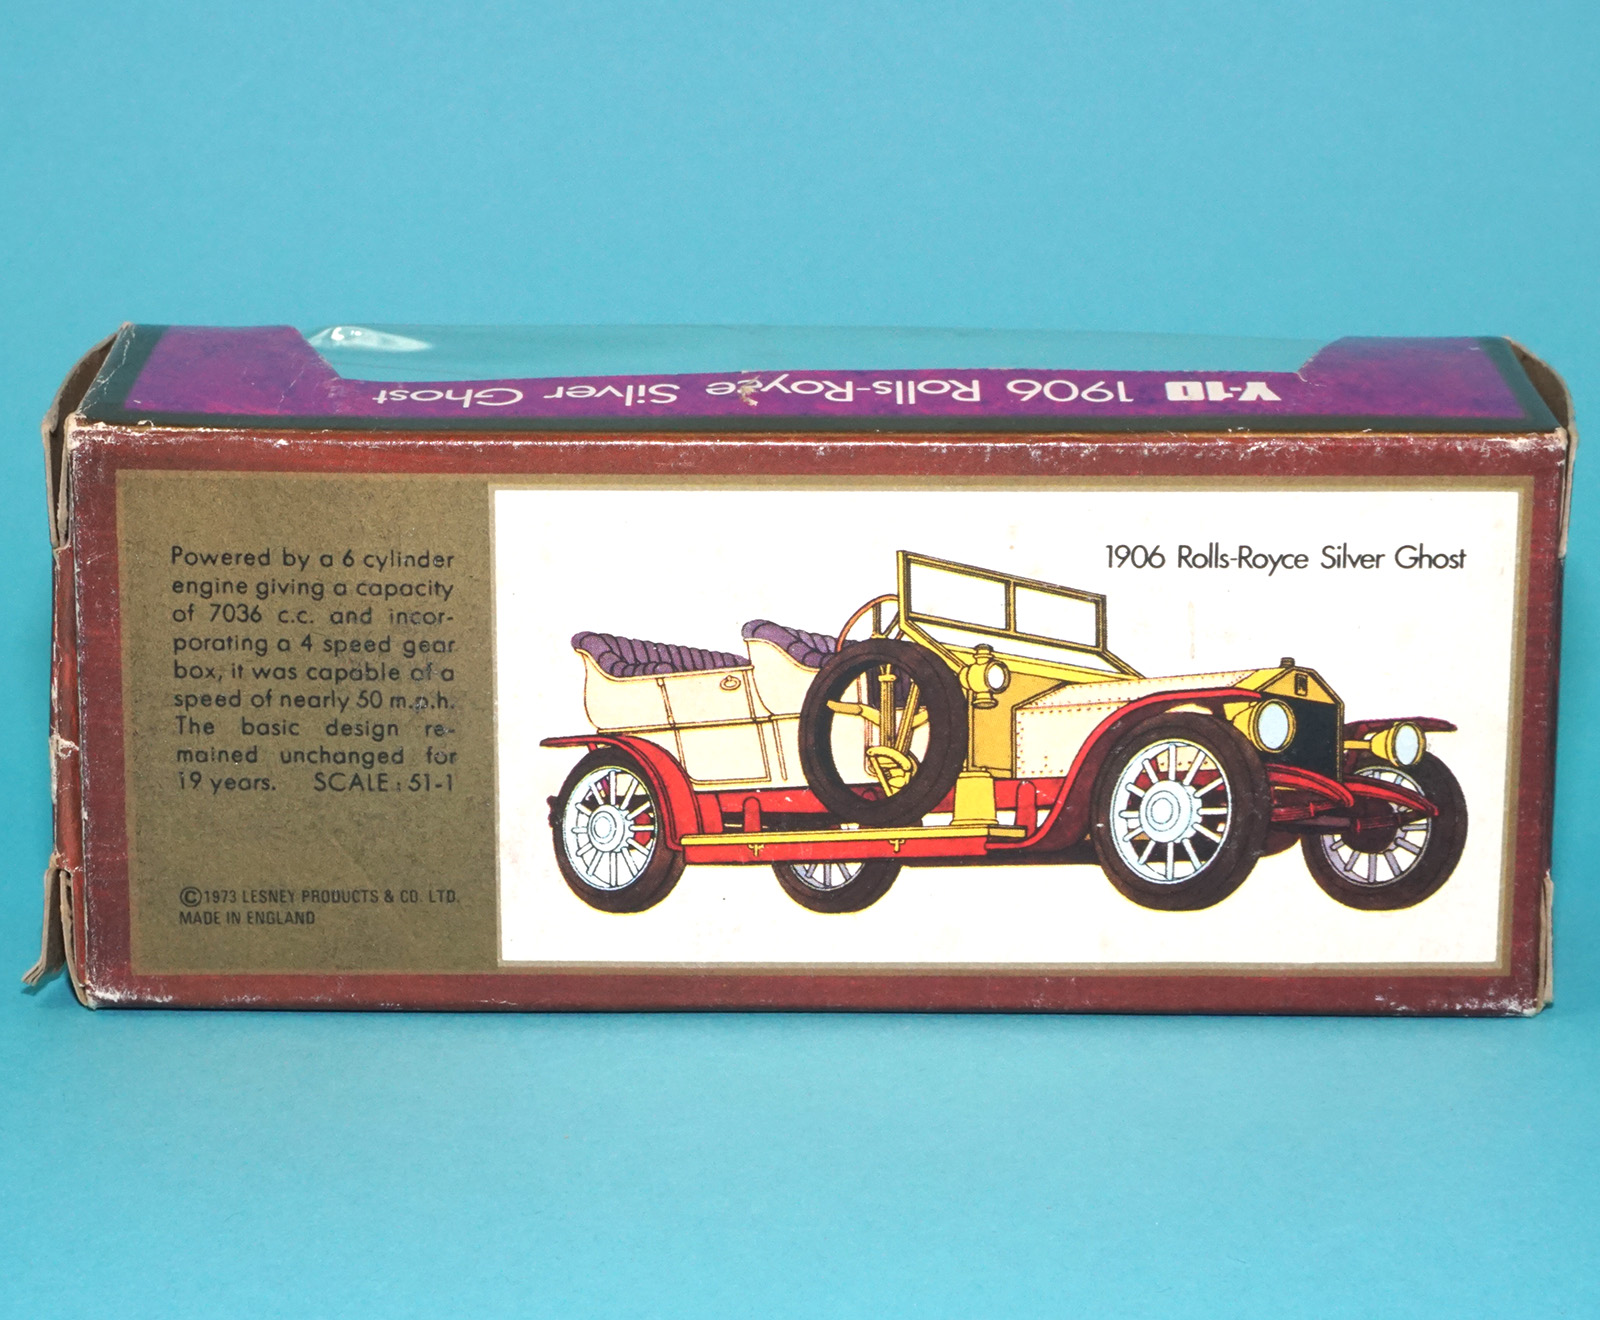 Y-10 1906 Rolls-Royce Silver Ghost
1906 Rolls-Royce Silver Ghost
Powered by a 6 cylinder
engine giving a capacity
of 7036 c.c. and incor-
porating a 4 speed gear
box, it was capable of a
speed of nearly 50 m.p.h.
The basic design re-
mained unchanged for
19 years. SCALE : 51-1
©1973 LESNEY PRODUCTS & CO. LTD.
MADE IN ENGLAND